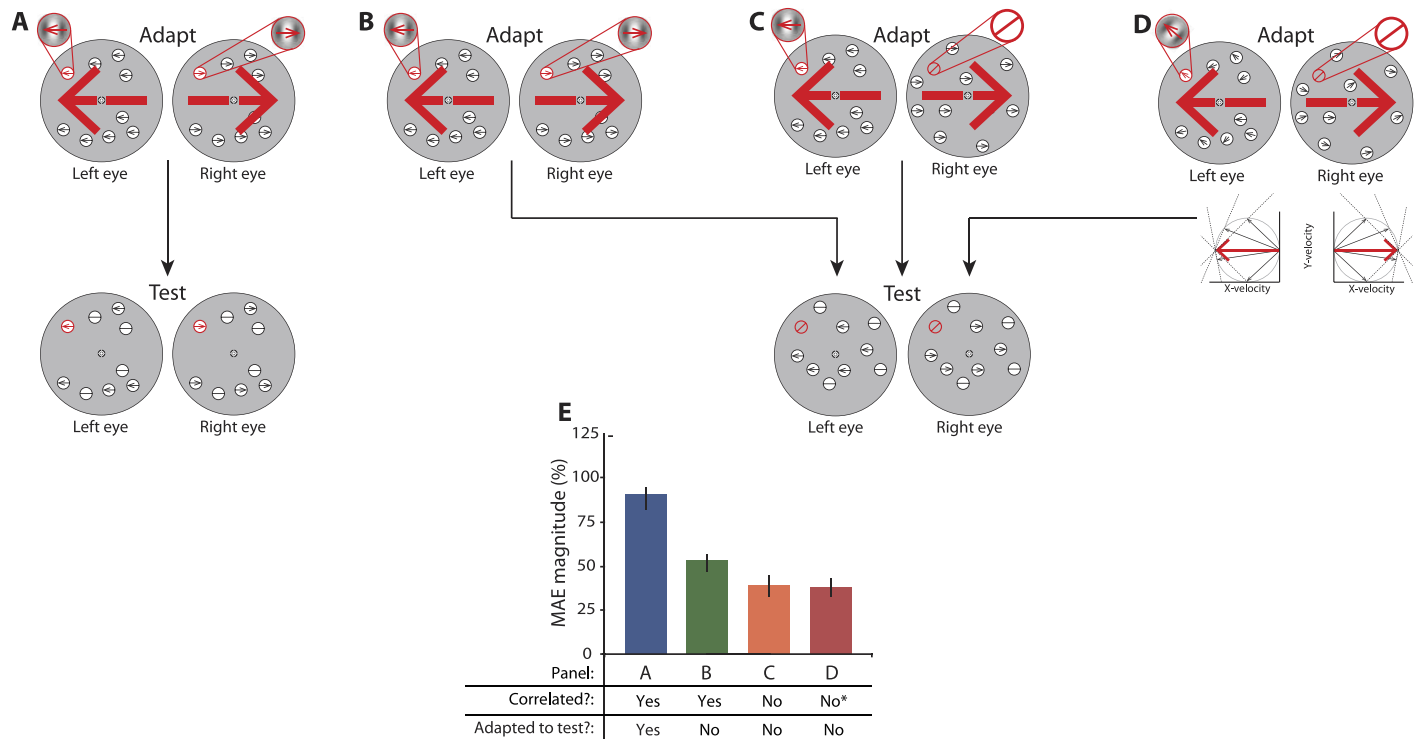 A
Adapt
Left eye
Right eye
B
Adapt
Left eye
Right eye
C
Adapt
Left eye
Right eye
D
Adapt
Left eye
Right eye
Y-velocity
X-velocity
X-velocity
Test
Left eye
Right eye
Test
Left eye
Right eye
E
MAE magnitude (%)
125
100
75
50
25
0
Panel: A B C D
Correlated?: Yes Yes No No*
Adapted to test?: Yes No No No